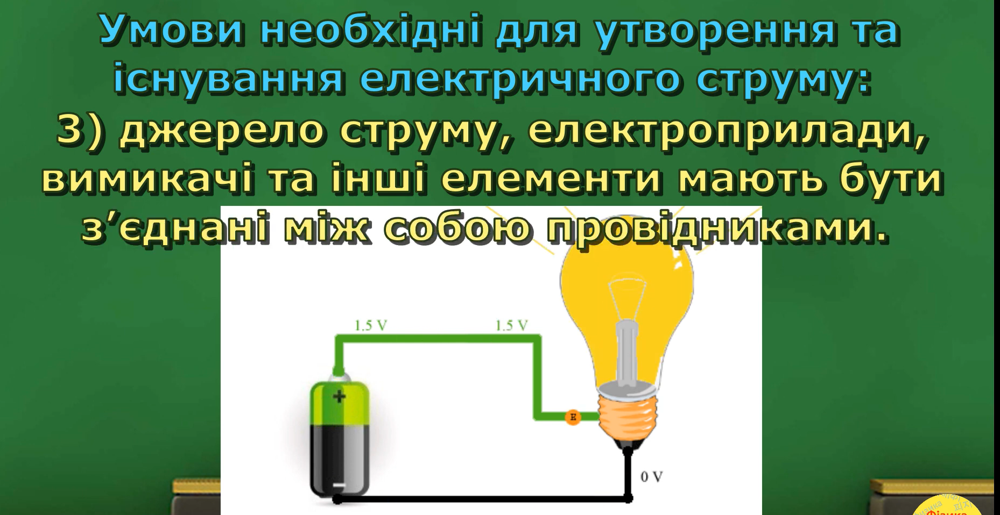 Умови необхідні для утворення та
існування електричного струму:
3) джерело струму, електроприлади,
вимикачі та інші елементи мають бути
з’єднані між собою провідниками.
1.5 V 1.5 V
+
E
0 V
−